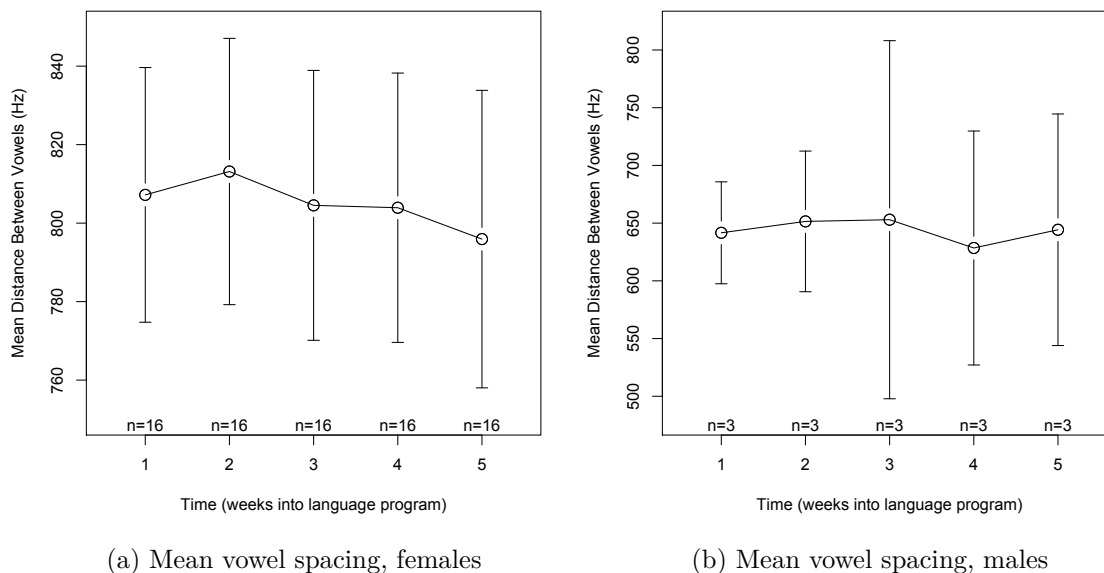 Mean Distance Between Vowels (Hz)
840
820
800
780
760
n=16 n=16 n=16 n=16 n=16
1 2 3 4 5
Time (weeks into language program)
(a) Mean vowel spacing, females
Mean Distance Between Vowels (Hz)
800
750
700
650
600
550
500
n=3 n=3 n=3 n=3 n=3
1 2 3 4 5
Time (weeks into language program)
(b) Mean vowel spacing, males